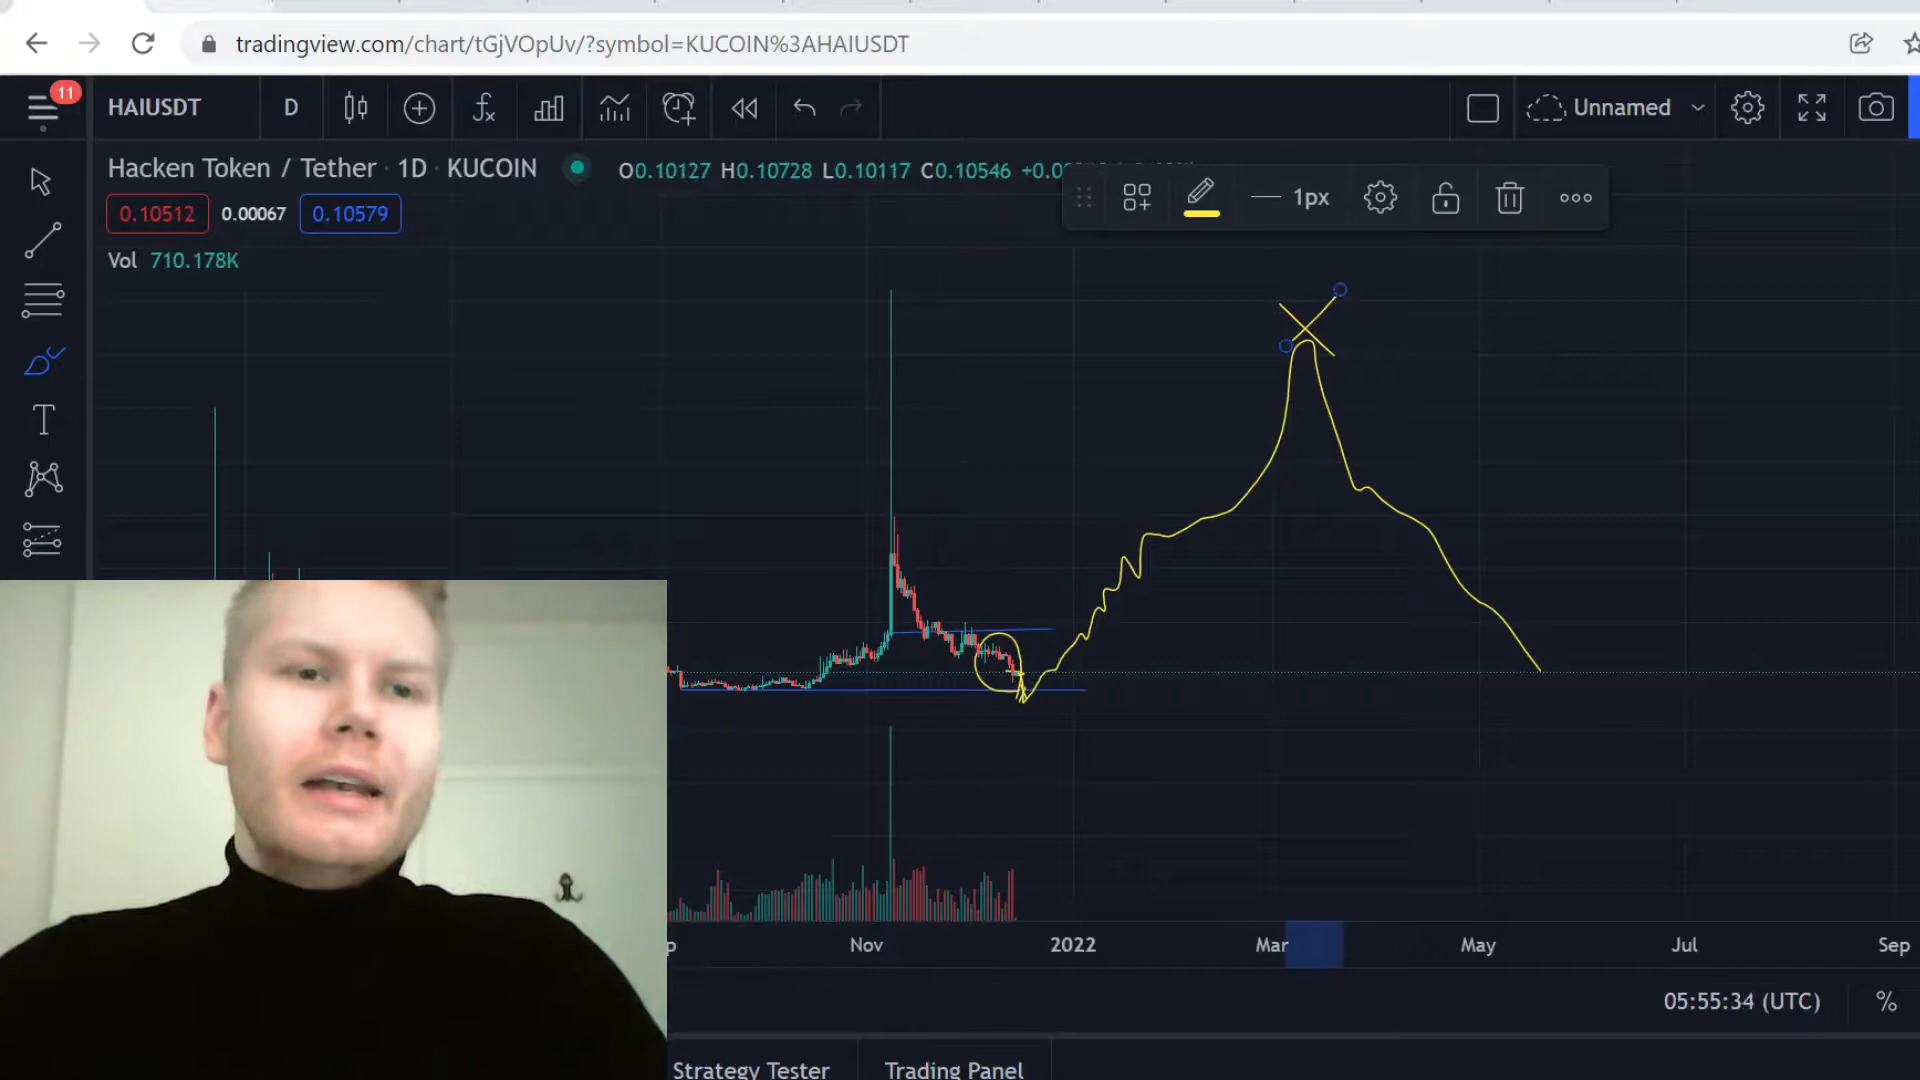 tradingview.com/chart/tGjVOpUv/?symbol=KUCOIN%3AHAIUSDT
11
HAIUSDT
D
Unnamed
Hacken Token / Tether · 1D · KUCOIN
O0.10127 H0.10728 L0.10117 C0.10546 +0.0
1px
0.10512
0.00067
0.10579
Vol 710.178K
T
p Nov 2022 Mar May Jul Sep
05:55:34 (UTC) %
Strategy Tester
Trading Panel